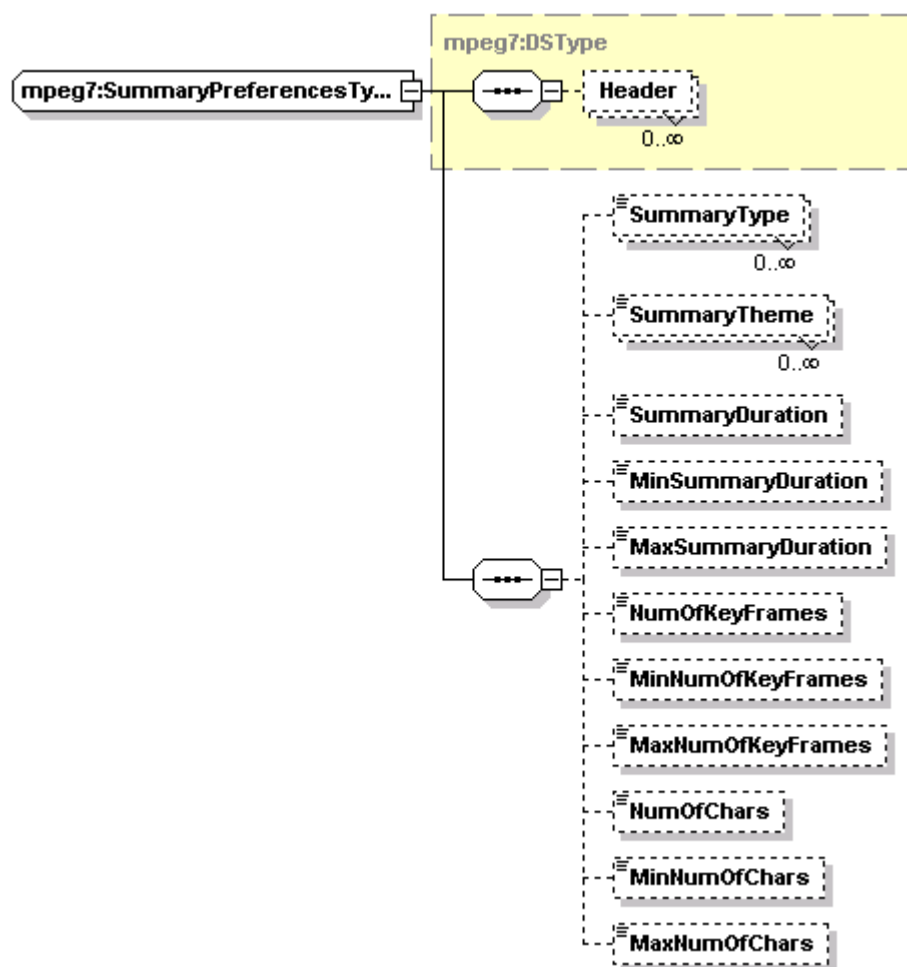 mpeg7:DSType
mpeg7:SummaryPreferencesTy...
Header
0..∞
SummaryType
0..∞
SummaryTheme
0..∞
SummaryDuration
MinSummaryDuration
MaxSummaryDuration
NumOfKeyFrames
MinNumOfKeyFrames
MaxNumOfKeyFrames
NumOfChars
MinNumOfChars
MaxNumOfChars